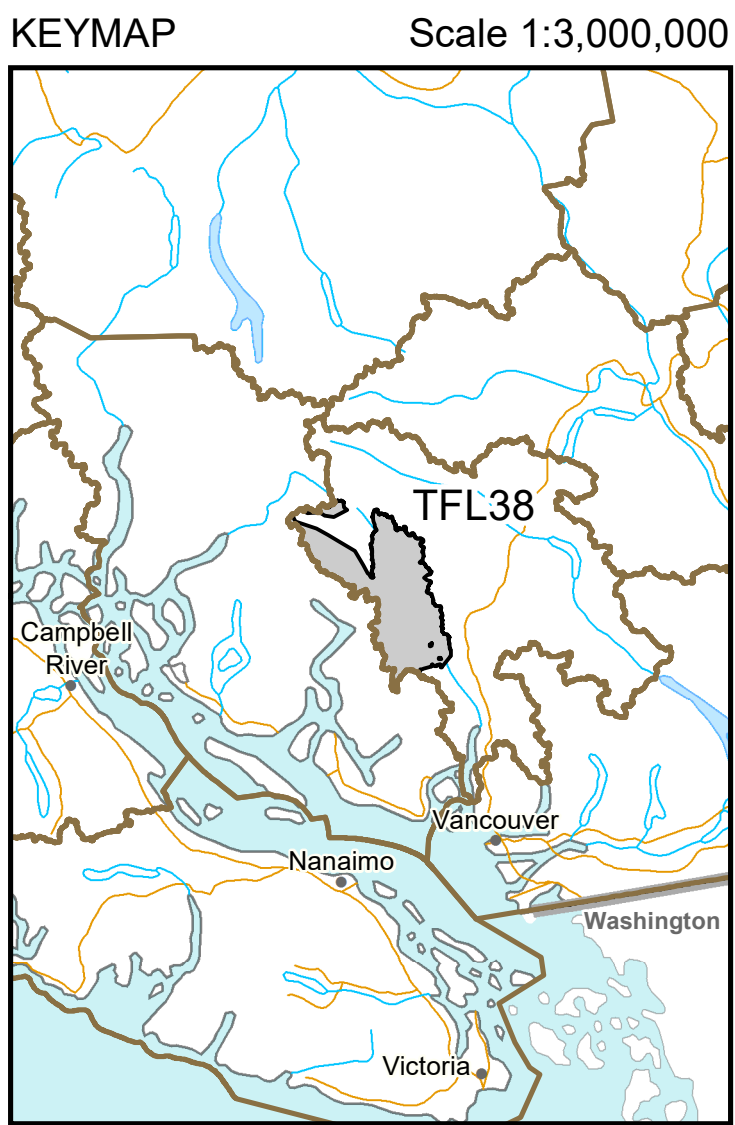 KEYMAP Scale 1:3,000,000
TFL38
Campbell
River
Vancouver
Nanaimo
Washington
Victoria